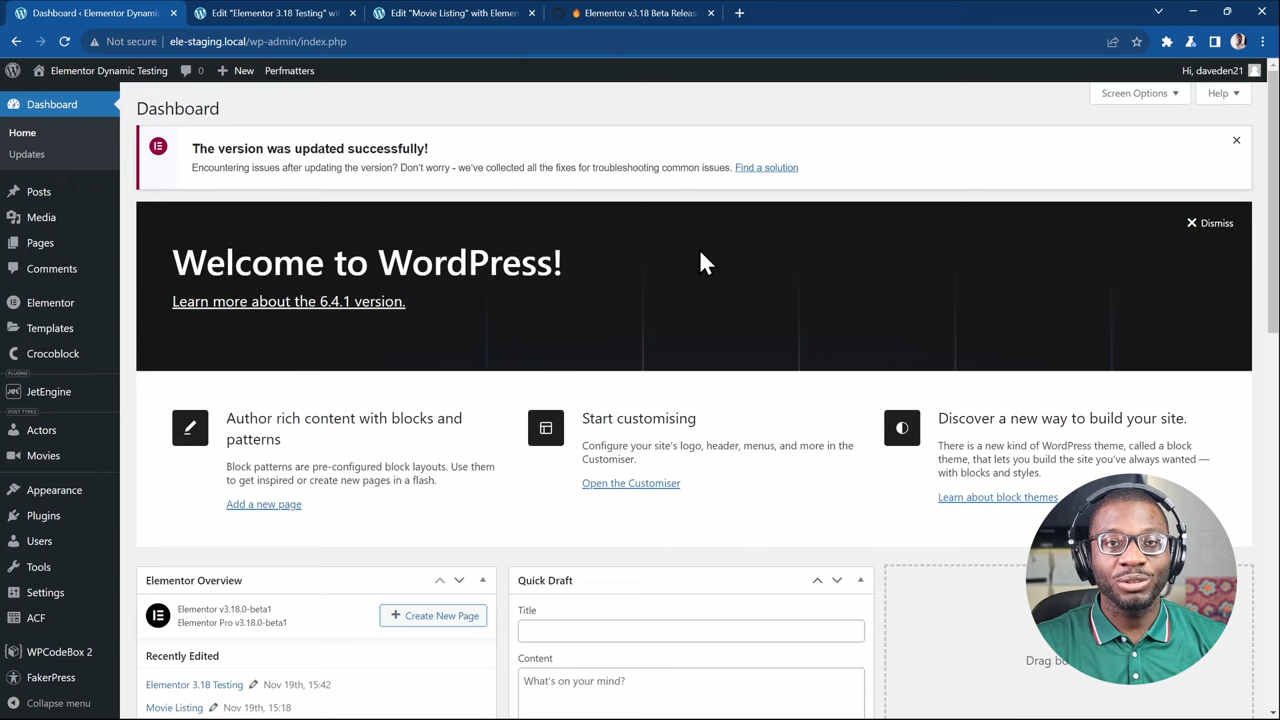 Elementor Dynamic
Edit "Elementor 3.18 Testing" wit
Edit "Movie Listing" with Elemen
Elementor v3.18 Beta Releas
Not secure
ele-staging.local/wp-admin/index.php
Elementor Dynamic Testing
0
New
Perfmatters
Hi, daveden21
Dashboard
Home
Updates
Posts
Media
Pages
Comments
Elementor
Templates
Crocoblock
PLUGINS
JetEngine
POST TYPES
Actors
Movies
Appearance
Plugins
Users
Tools
Settings
ACF
WPCodeBox 2
FakerPress
Collapse menu
Dashboard
Screen Options
Help
The version was updated successfully!
Encountering issues after updating the version? Don't worry - we've collected all the fixes for troubleshooting common issues. Find a solution
Dismiss
Welcome to WordPress!
Learn more about the 6.4.1 version.
Author rich content with blocks and
patterns
Block patterns are pre-configured block layouts. Use them
to get inspired or create new pages in a flash.
Add a new page
Start customising
Configure your site's logo, header, menus, and more in the
Customiser.
Open the Customiser
Discover a new way to build your site.
There is a new kind of WordPress theme, called a block
theme, that lets you build the site you've always wanted —
with blocks and styles.
Learn about block themes
Elementor Overview
Elementor v3.18.0-beta1
Elementor Pro v3.18.0-beta1
+ Create New Page
Recently Edited
Elementor 3.18 Testing Nov 19th, 15:42
Movie Listing Nov 19th, 15:18
Quick Draft
Title
Content
What's on your mind?
Drag bo